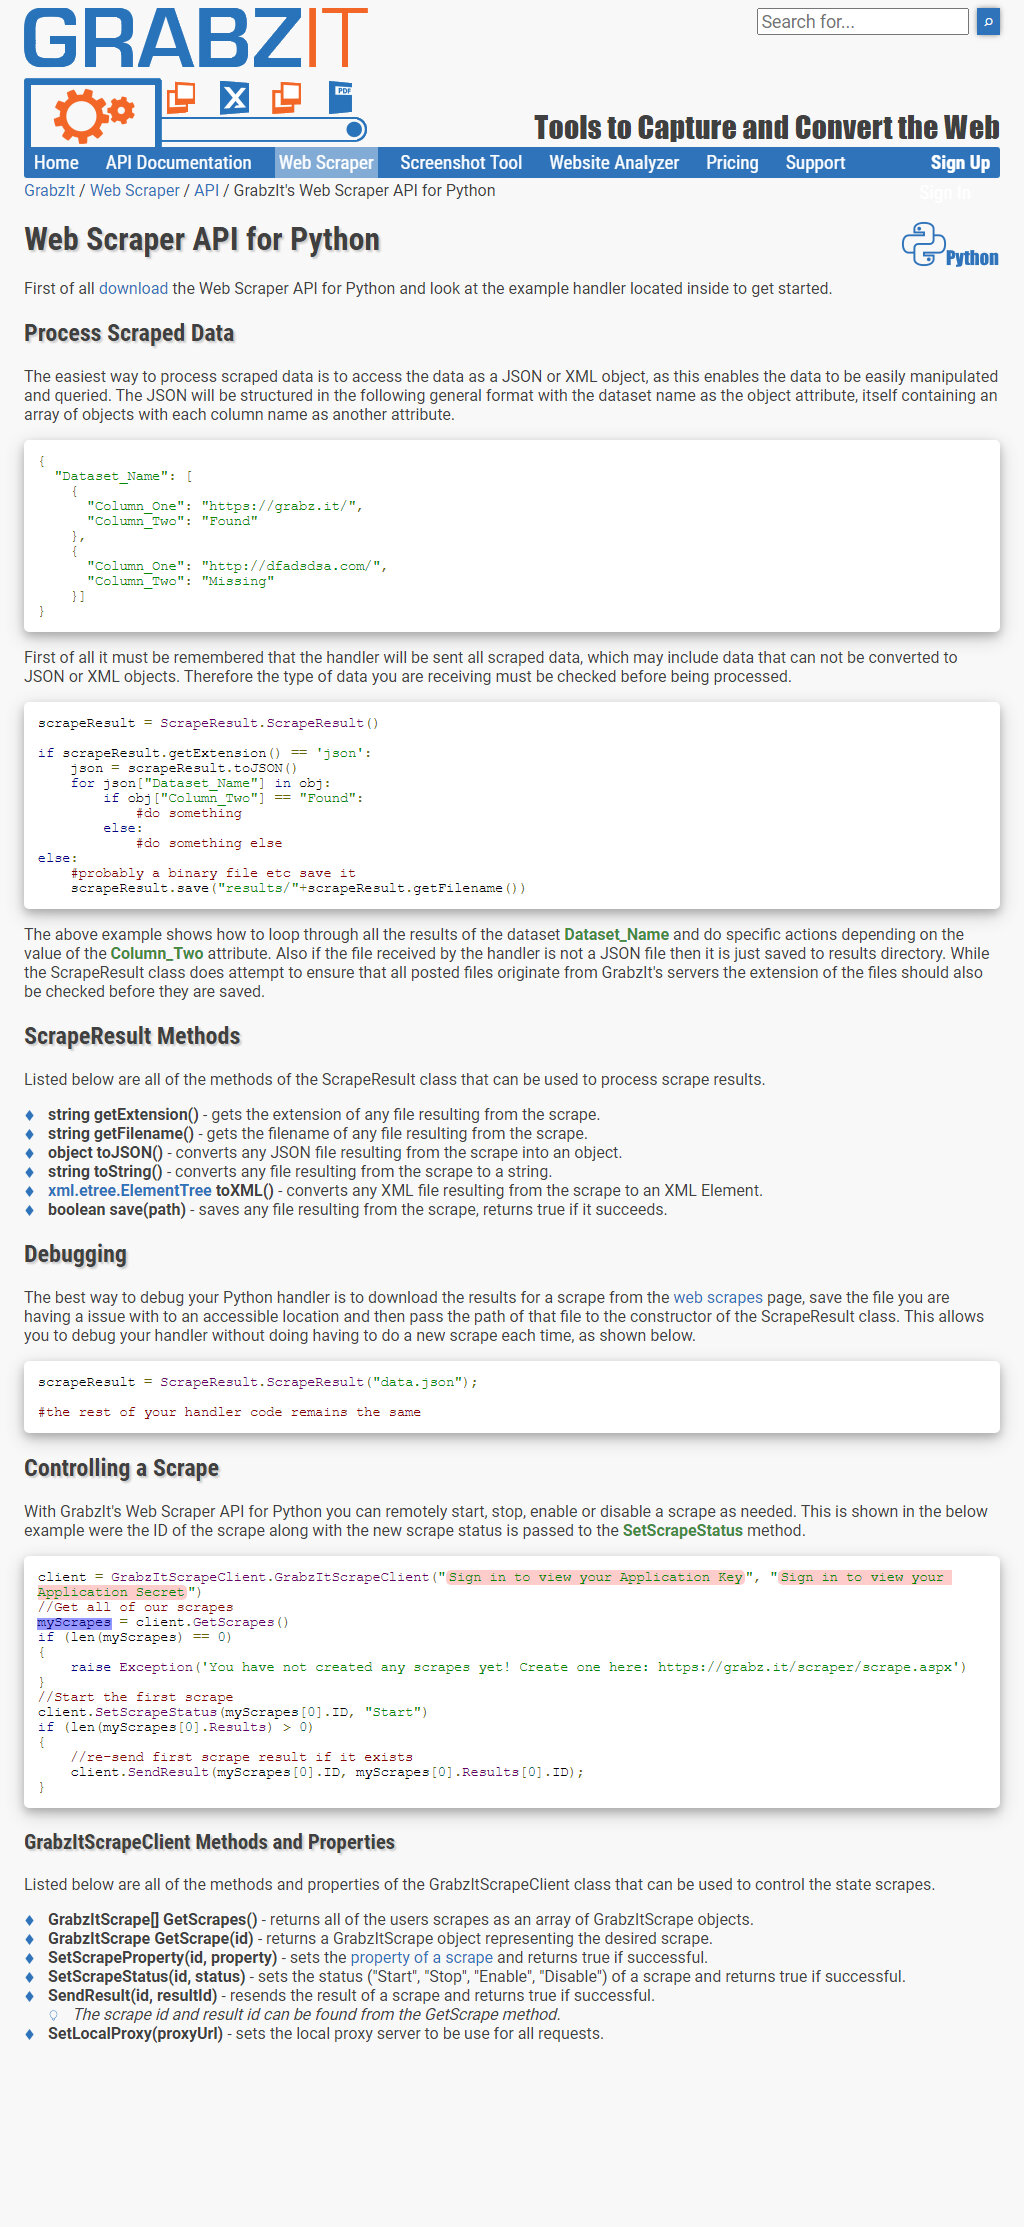 GRABZIT
Search for...
PDF
Tools to Capture and Convert the Web
Home API Documentation Web Scraper Screenshot Tool Website Analyzer Pricing Support Sign Up
GrabzIt / Web Scraper / API / GrabzIt's Web Scraper API for Python
Sign In
Web Scraper API for Python
Python
First of all download the Web Scraper API for Python and look at the example handler located inside to get started.
Process Scraped Data
The easiest way to process scraped data is to access the data as a JSON or XML object, as this enables the data to be easily manipulated
and queried. The JSON will be structured in the following general format with the dataset name as the object attribute, itself containing an
array of objects with each column name as another attribute.
{
"Dataset_Name": [
{
"Column_One": "https://grabz.it/",
"Column_Two": "Found"
},
{
"Column_One": "http://dfadsdsa.com/",
"Column_Two": "Missing"
}]
}
First of all it must be remembered that the handler will be sent all scraped data, which may include data that can not be converted to
JSON or XML objects. Therefore the type of data you are receiving must be checked before being processed.
scrapeResult = ScrapeResult.ScrapeResult()
if scrapeResult.getExtension() == 'json':
json = scrapeResult.toJSON()
for json["Dataset_Name"] in obj:
if obj["Column_Two"] == "Found":
#do something
else:
#do something else
else:
#probably a binary file etc save it
scrapeResult.save("results/"+scrapeResult.getFilename())
The above example shows how to loop through all the results of the dataset Dataset_Name and do specific actions depending on the
value of the Column_Two attribute. Also if the file received by the handler is not a JSON file then it is just saved to results directory. While
the ScrapeResult class does attempt to ensure that all posted files originate from GrabzIt's servers the extension of the files should also
be checked before they are saved.
ScrapeResult Methods
Listed below are all of the methods of the ScrapeResult class that can be used to process scrape results.
string getExtension() - gets the extension of any file resulting from the scrape.
string getFilename() - gets the filename of any file resulting from the scrape.
object toJSON() - converts any JSON file resulting from the scrape into an object.
string toString() - converts any file resulting from the scrape to a string.
xml.etree.ElementTree toXML() - converts any XML file resulting from the scrape to an XML Element.
boolean save(path) - saves any file resulting from the scrape, returns true if it succeeds.
Debugging
The best way to debug your Python handler is to download the results for a scrape from the web scrapes page, save the file you are
having a issue with to an accessible location and then pass the path of that file to the constructor of the ScrapeResult class. This allows
you to debug your handler without doing having to do a new scrape each time, as shown below.
scrapeResult = ScrapeResult.ScrapeResult("data.json");
#the rest of your handler code remains the same
Controlling a Scrape
With GrabzIt's Web Scraper API for Python you can remotely start, stop, enable or disable a scrape as needed. This is shown in the below
example were the ID of the scrape along with the new scrape status is passed to the SetScrapeStatus method.
client = GrabzItScrapeClient.GrabzItScrapeClient("Sign in to view your Application Key", "Sign in to view your
Application Secret")
//Get all of our scrapes
myScrapes = client.GetScrapes()
if (len(myScrapes) == 0)
{
raise Exception('You have not created any scrapes yet! Create one here: https://grabz.it/scraper/scrape.aspx')
}
//Start the first scrape
client.SetScrapeStatus(myScrapes[0].ID, "Start")
if (len(myScrapes[0].Results) > 0)
{
//re-send first scrape result if it exists
client.SendResult(myScrapes[0].ID, myScrapes[0].Results[0].ID);
}
GrabzItScrapeClient Methods and Properties
Listed below are all of the methods and properties of the GrabzItScrapeClient class that can be used to control the state scrapes.
GrabzItScrape[] GetScrapes() - returns all of the users scrapes as an array of GrabzItScrape objects.
GrabzItScrape GetScrape(id) - returns a GrabzItScrape object representing the desired scrape.
SetScrapeProperty(id, property) - sets the property of a scrape and returns true if successful.
SetScrapeStatus(id, status) - sets the status ("Start", "Stop", "Enable", "Disable") of a scrape and returns true if successful.
SendResult(id, resultId) - resends the result of a scrape and returns true if successful.
The scrape id and result id can be found from the GetScrape method.
SetLocalProxy(proxyUrl) - sets the local proxy server to be use for all requests.